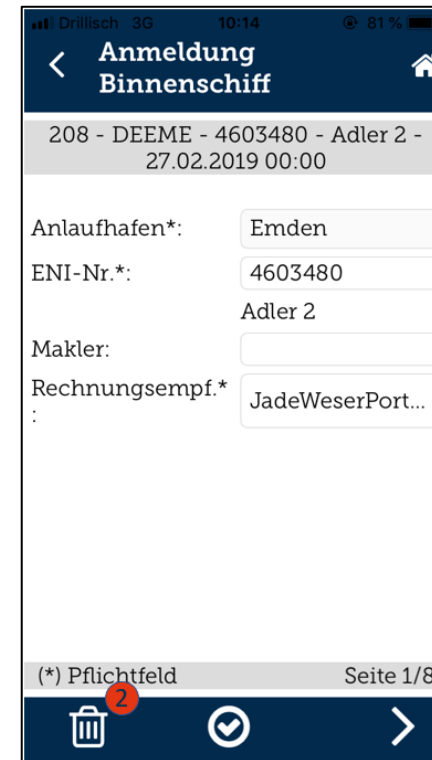 Drillisch 3G 10:14 81 %
Anmeldung
Binnenschiff
208 - DEEME - 4603480 - Adler 2 -
27.02.2019 00:00
Anlaufhafen*: Emden
ENI-Nr.*: 4603480
Adler 2
Makler:
Rechnungsempf.*
: JadeWeserPort...
(*) Pflichtfeld Seite 1/8
2